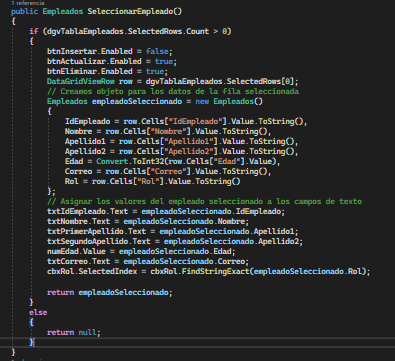 1 referencia
public Empleados SeleccionarEmpleado()
{
if (dgvTablaEmpleados.SelectedRows.Count > 0)
{
btnInsertar.Enabled = false;
btnActualizar.Enabled = true;
btnEliminar.Enabled = true;
DataGridViewRow row = dgvTablaEmpleados.SelectedRows[0];
// Creamos objeto para los datos de la fila seleccionada
Empleados empleadoSeleccionado = new Empleados()
{
IdEmpleado = row.Cells["IdEmpleado"].Value.ToString(),
Nombre = row.Cells["Nombre"].Value.ToString(),
Apellido1 = row.Cells["Apellido1"].Value.ToString(),
Apellido2 = row.Cells["Apellido2"].Value.ToString(),
Edad = Convert.ToInt32(row.Cells["Edad"].Value),
Correo = row.Cells["Correo"].Value.ToString(),
Rol = row.Cells["Rol"].Value.ToString()
};
// Asignar los valores del empleado seleccionado a los campos de texto
txtIdEmpleado.Text = empleadoSeleccionado.IdEmpleado;
txtNombre.Text = empleadoSeleccionado.Nombre;
txtPrimerApellido.Text = empleadoSeleccionado.Apellido1;
txtSegundoApellido.Text = empleadoSeleccionado.Apellido2;
numEdad.Value = empleadoSeleccionado.Edad;
txtCorreo.Text = empleadoSeleccionado.Correo;
cbxRol.SelectedIndex = cbxRol.FindStringExact(empleadoSeleccionado.Rol);
return empleadoSeleccionado;
}
else
{
return null;
}
}